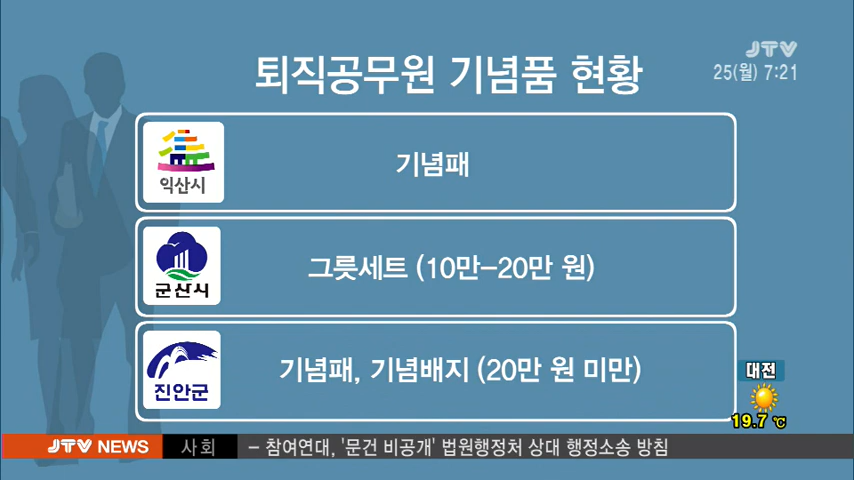 퇴직공무원 기념품 현황
JTV
25(월) 7:21
익산시
기념패
군산시
그릇세트 (10만-20만 원)
진안군
기념패, 기념배지 (20만 원 미만)
대전
19.7 ℃
JTV NEWS
사회
- 참여연대, '문건 비공개' 법원행정처 상대 행정소송 방침